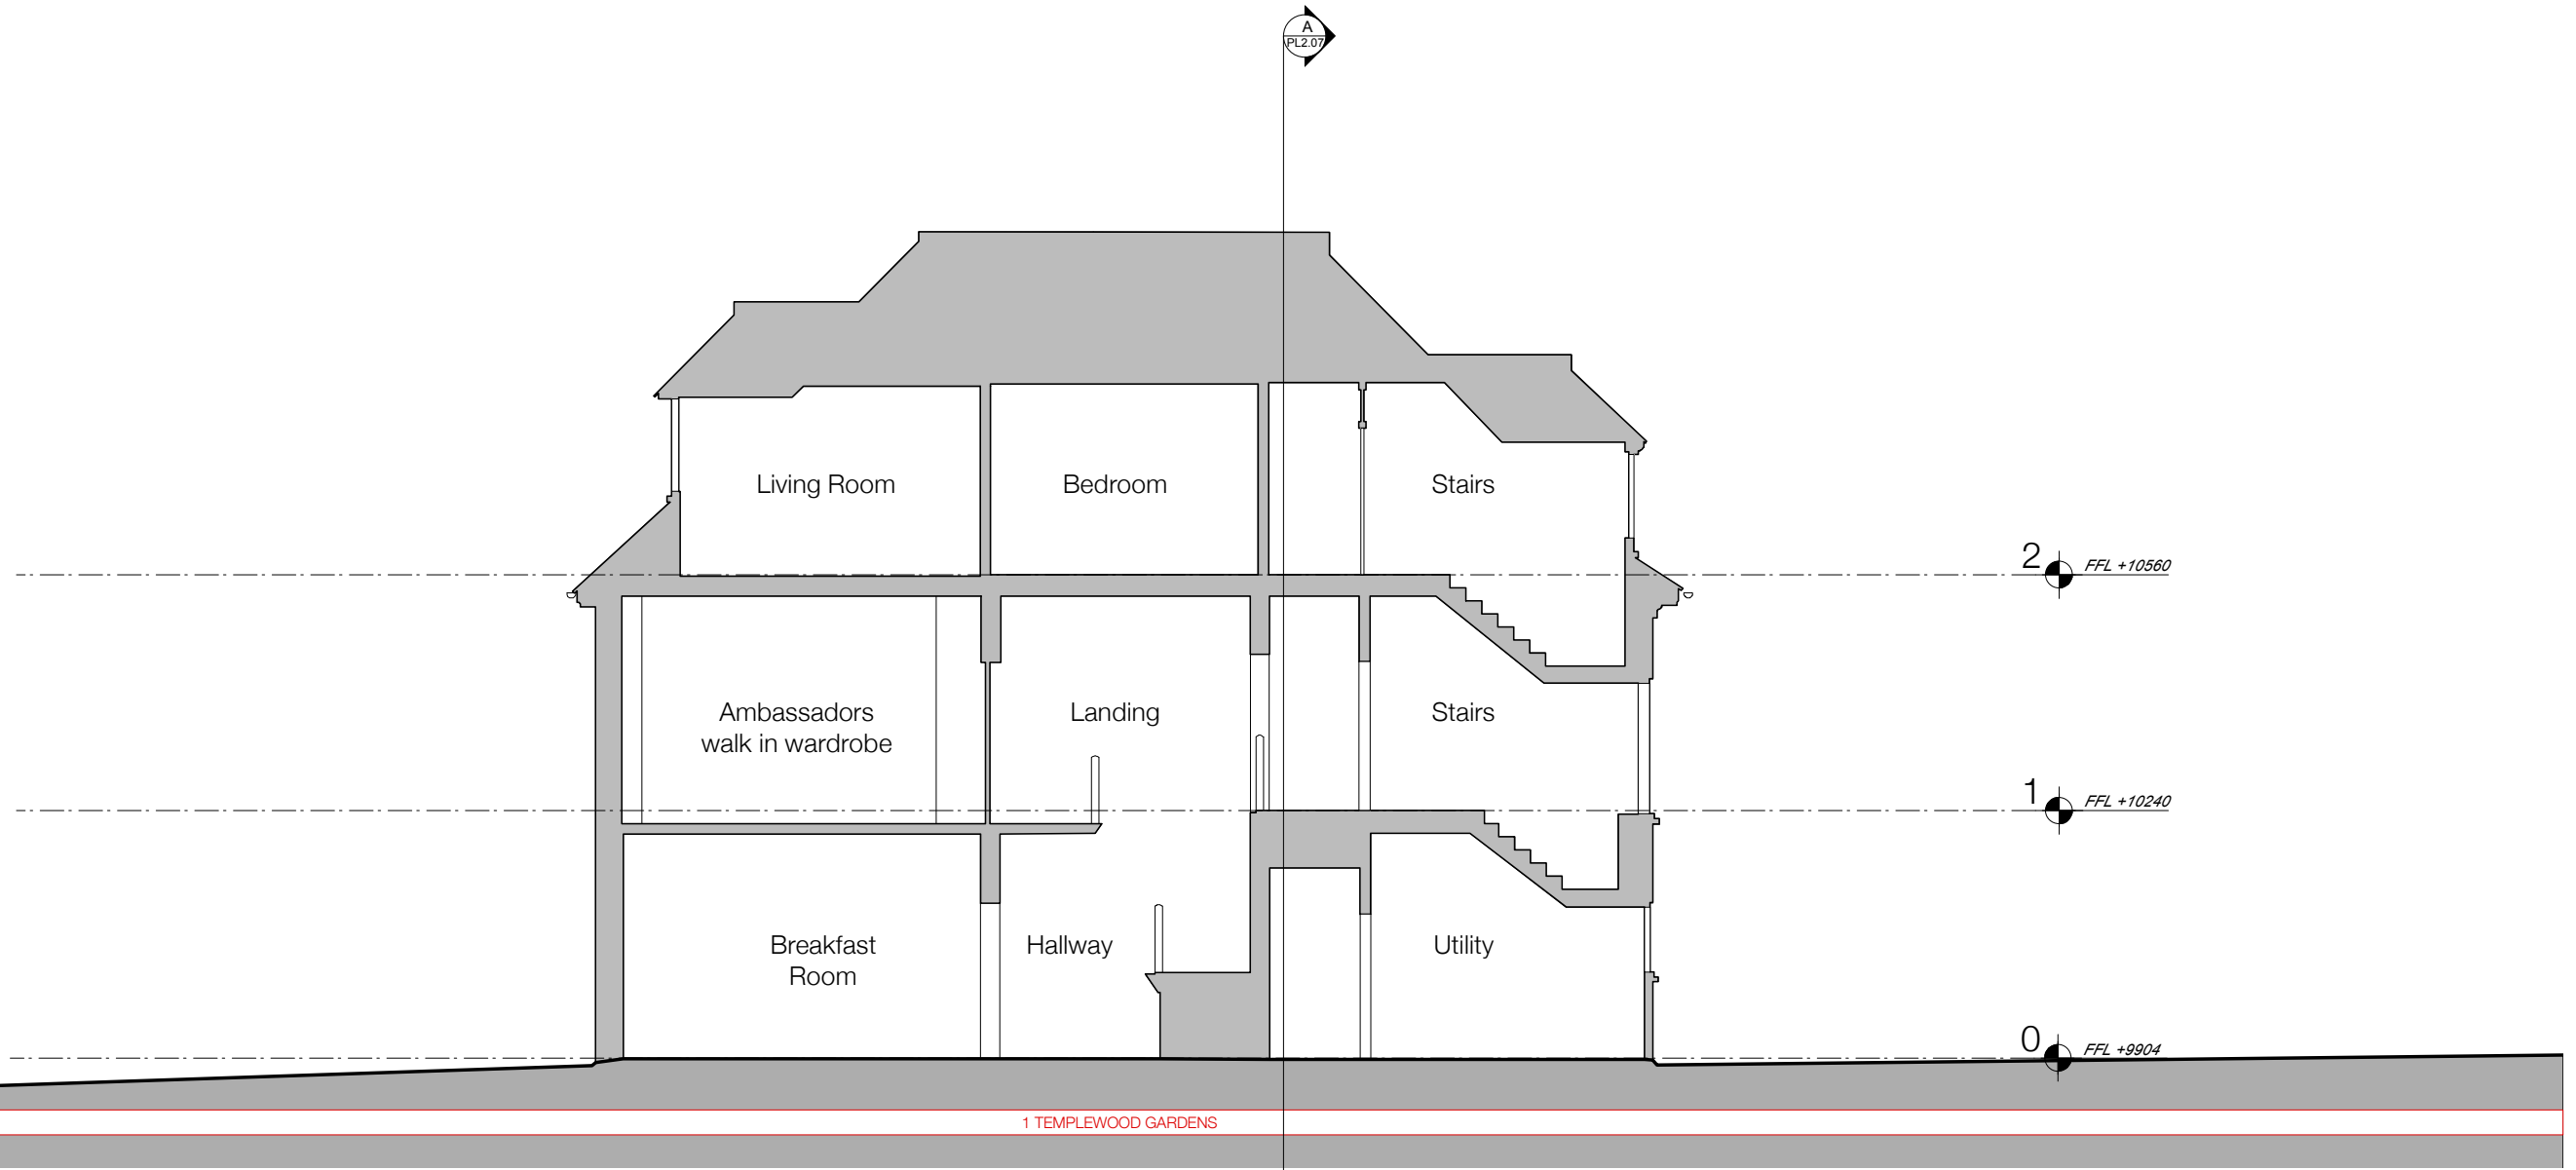 A
PL2.07
Living Room
Bedroom
Stairs
2
FFL +10560
Ambassadors
walk in wardrobe
Landing
Stairs
1
FFL +10240
Breakfast
Room
Hallway
Utility
0
FFL +9904
1 TEMPLEWOOD GARDENS